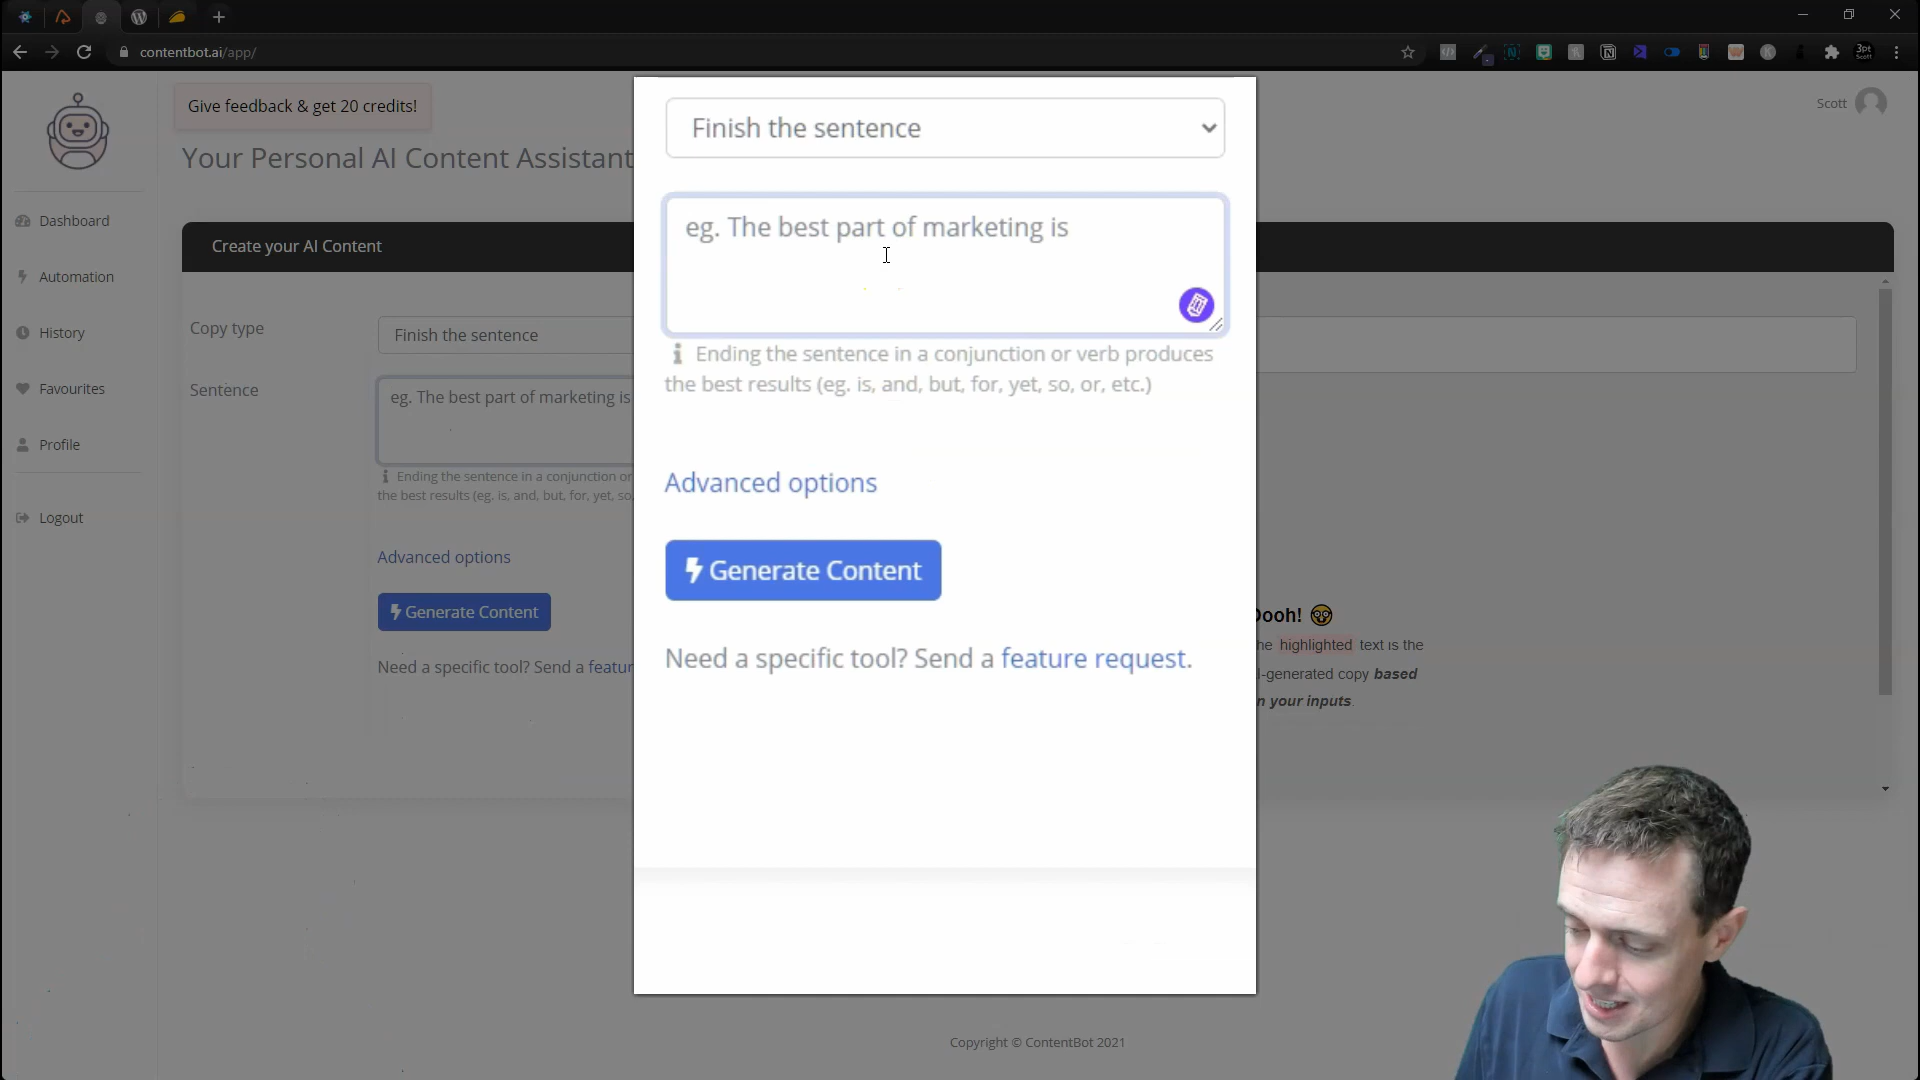 contentbot.ai/app/
3pt
Scott
Give feedback & get 20 credits!
Scott
Your Personal AI Content Assistant
Dashboard
Automation
History
Favourites
Profile
Logout
Create your AI Content
Copy type
Finish the sentence
Sentence
eg. The best part of marketing is
Ending the sentence in a conjunction or
the best results (eg. is, and, but, for, yet, so,
Advanced options
Generate Content
Need a specific tool? Send a featur
Finish the sentence
eg. The best part of marketing is
Ending the sentence in a conjunction or verb produces
the best results (eg. is, and, but, for, yet, so, or, etc.)
Advanced options
Generate Content
Need a specific tool? Send a feature request.
Dooh!
he highlighted text is the
I-generated copy based
n your inputs.
Copyright © ContentBot 2021